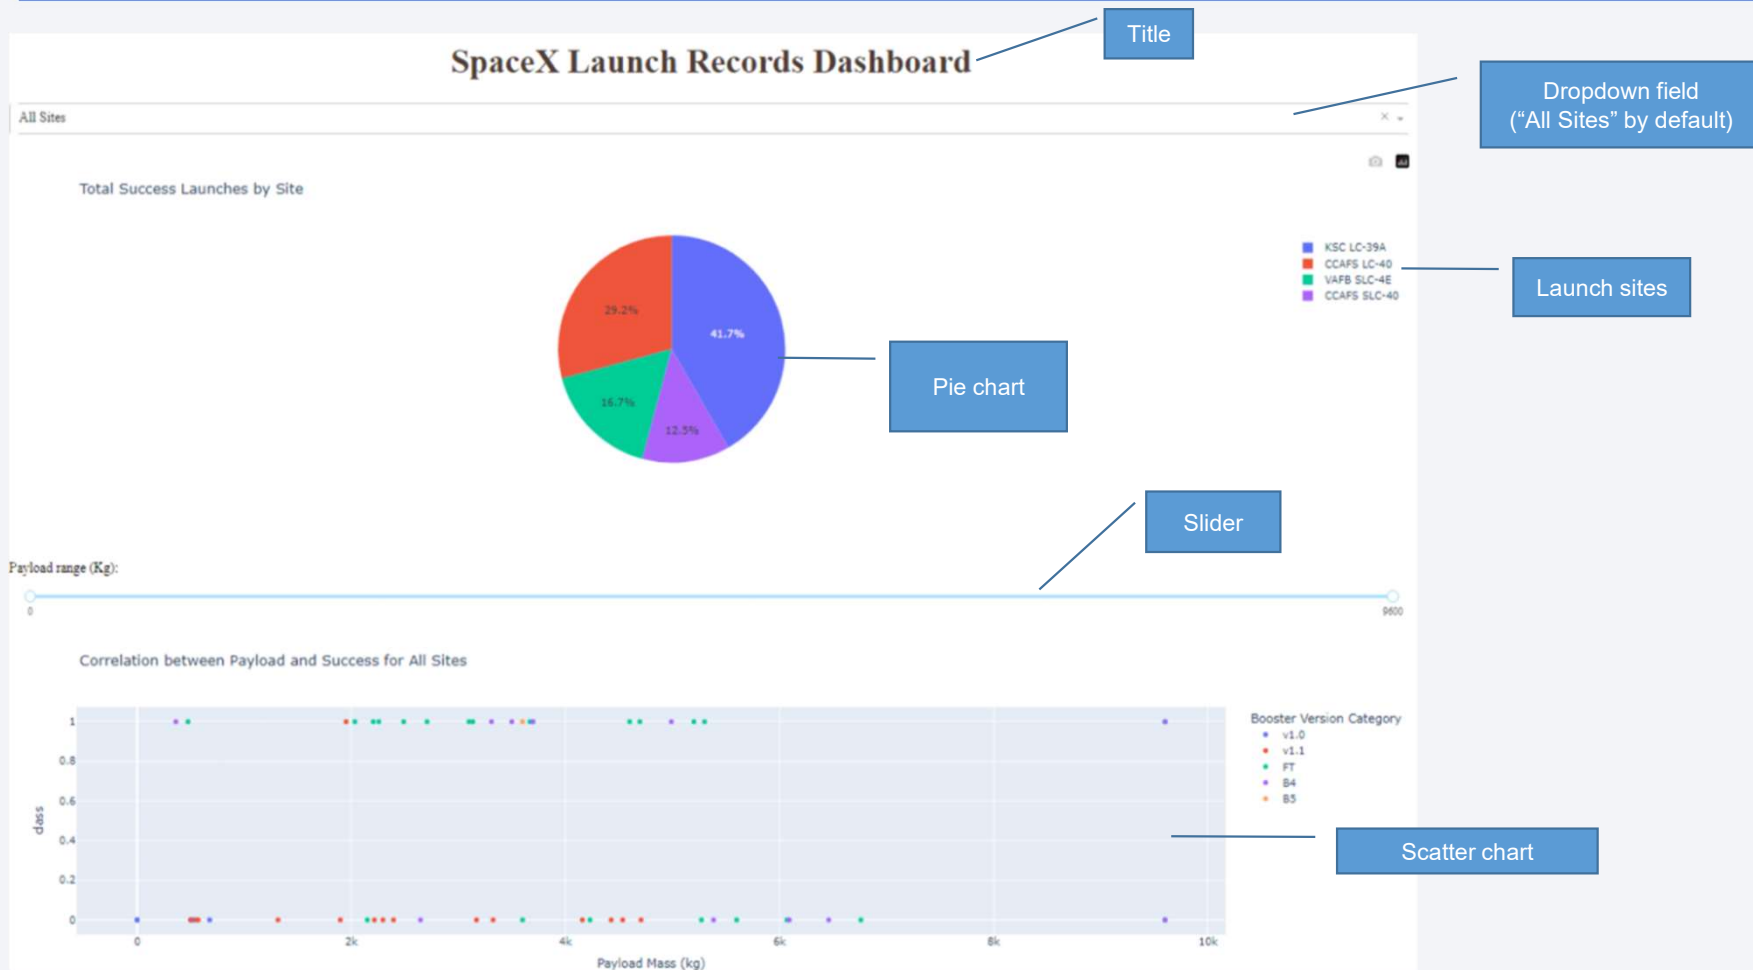 Title
SpaceX Launch Records Dashboard
Dropdown field
(“All Sites” by default)
All Sites
Total Success Launches by Site
KSC LC-39A
CCAFS LC-40
VAFB SLC-4E
CCAFS SLC-40
Launch sites
29.2%
41.7%
16.7%
12.5%
Pie chart
Slider
Payload range (Kg):
0
9600
Correlation between Payload and Success for All Sites
Booster Version Category
v1.0
v1.1
FT
B4
B5
1
0.8
0.6
0.4
0.2
0
class
Scatter chart
0
2k
4k
6k
8k
10k
Payload Mass (kg)